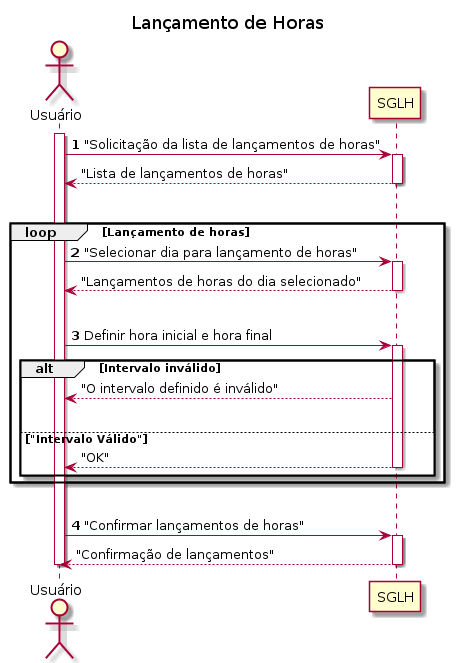 Lançamento de Horas
Usuário
SGLH
1 "Solicitação da lista de lançamentos de horas"
"Lista de lançamentos de horas"
loop [Lançamento de horas]
2 "Selecionar dia para lançamento de horas"
"Lançamentos de horas do dia selecionado"
3 Definir hora inicial e hora final
alt [Intervalo inválido]
"O intervalo definido é inválido"
["Intervalo Válido"]
"OK"
4 "Confirmar lançamentos de horas"
"Confirmação de lançamentos"
Usuário
SGLH